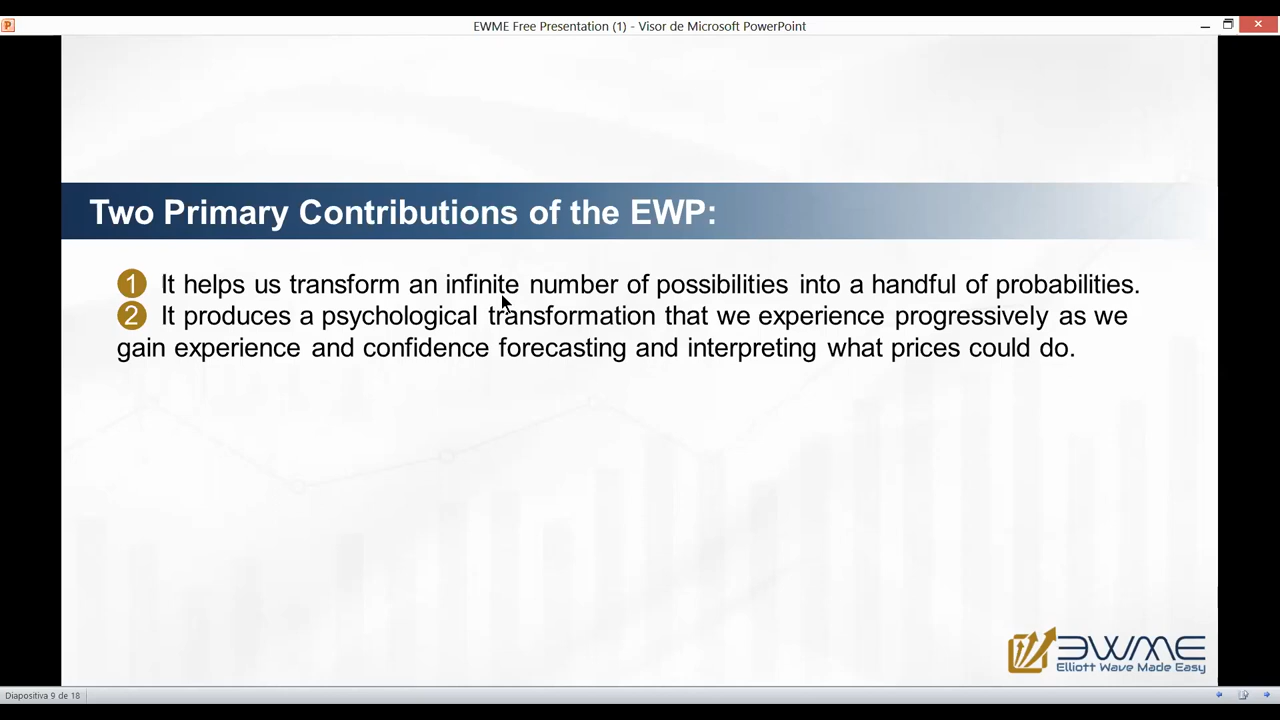 EWME Free Presentation (1) - Visor de Microsoft PowerPoint
Two Primary Contributions of the EWP:
1 It helps us transform an infinite number of possibilities into a handful of probabilities.
2 It produces a psychological transformation that we experience progressively as we
gain experience and confidence forecasting and interpreting what prices could do.
EWME
Elliott Wave Made Easy
Diapositiva 9 de 18